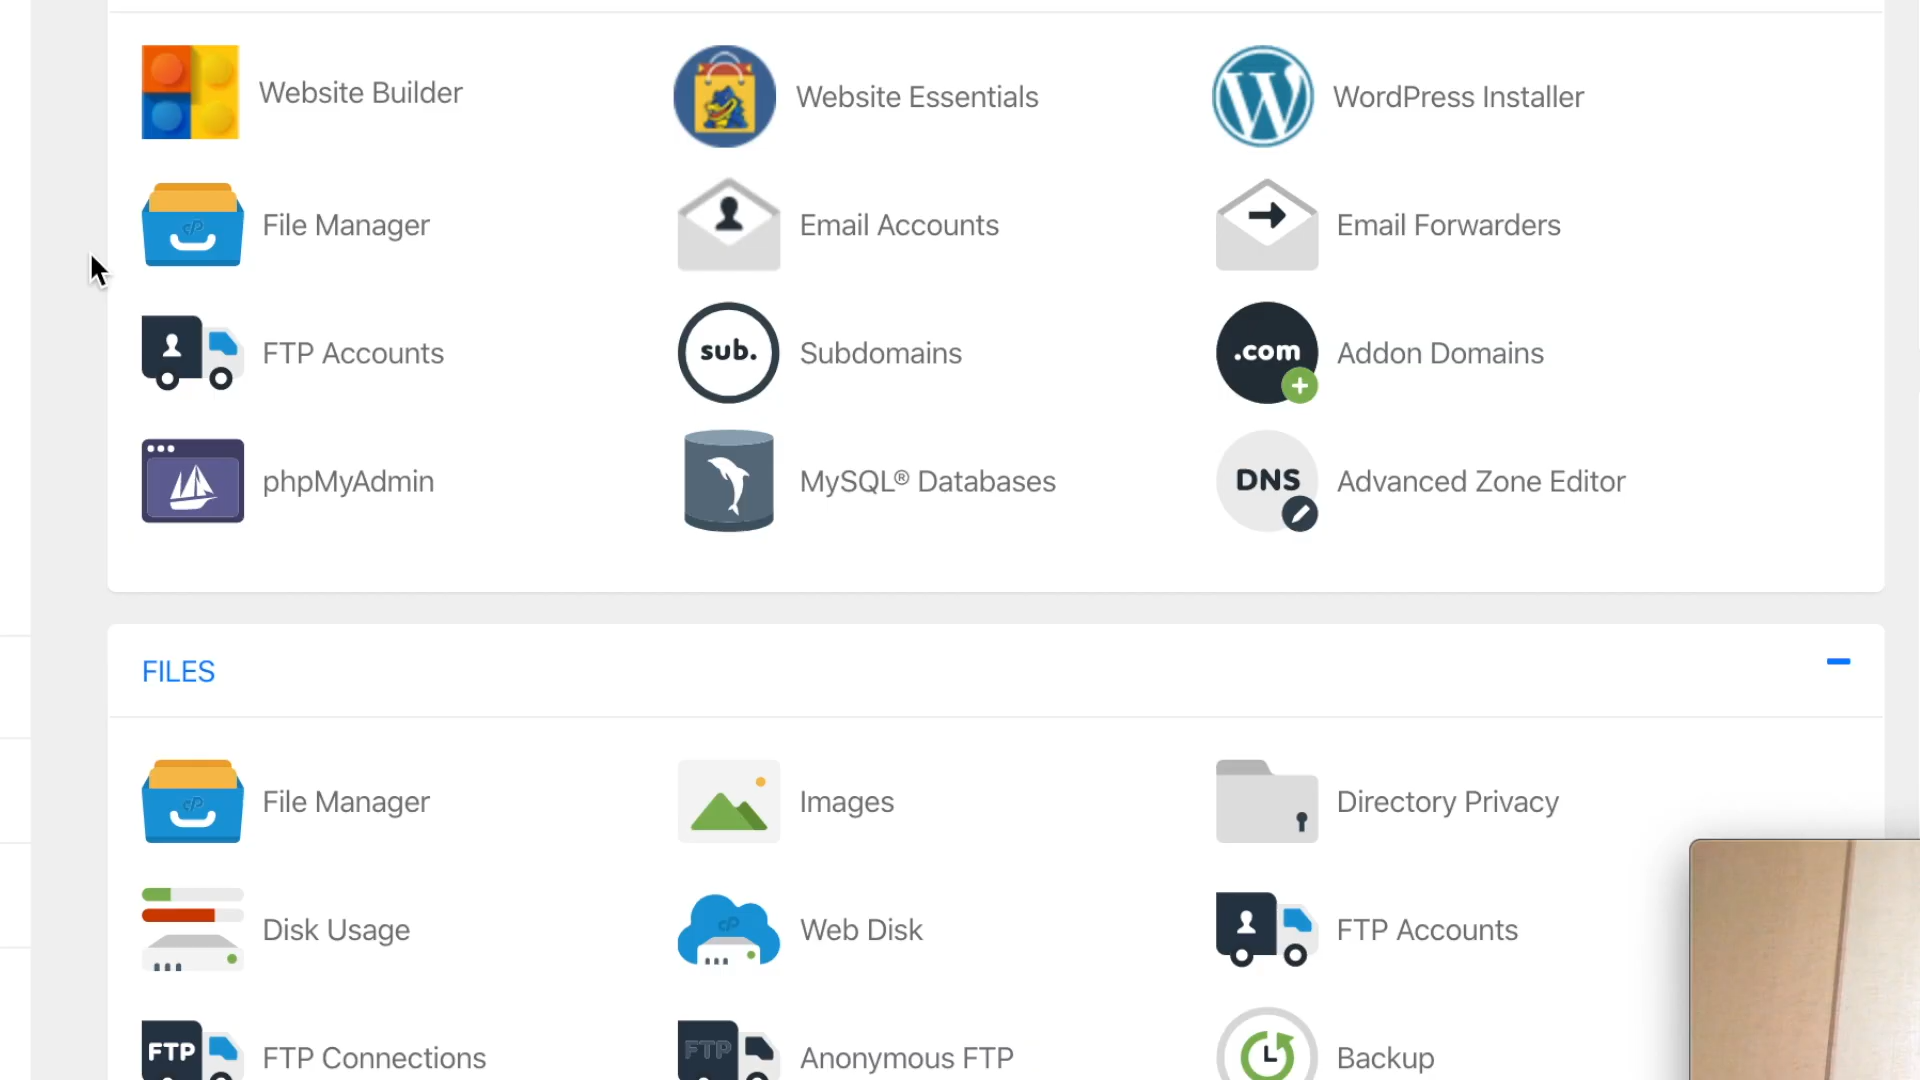 Website Builder
Website Essentials
WordPress Installer
File Manager
Email Accounts
Email Forwarders
FTP Accounts
sub.
Subdomains
.com
Addon Domains
phpMyAdmin
MySQL® Databases
DNS
Advanced Zone Editor
FILES
File Manager
Images
Directory Privacy
Disk Usage
Web Disk
FTP Accounts
FTP
FTP Connections
FTP
Anonymous FTP
Backup